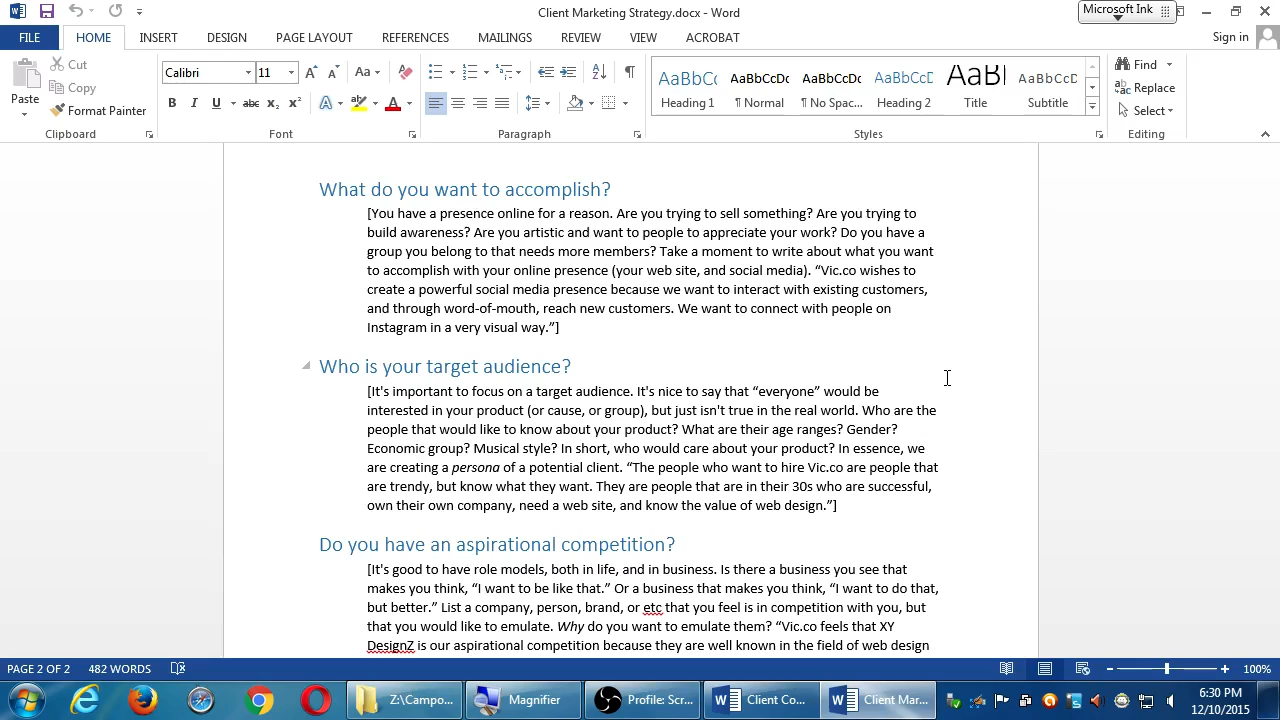 Client Marketing Strategy.docx - Word
Microsoft Ink
FILE HOME INSERT DESIGN PAGE LAYOUT REFERENCES MAILINGS REVIEW VIEW ACROBAT Sign in
Cut
Copy
Paste
Format Painter
Clipboard
Calibri 11
Font
Paragraph
AaBbCc AaBbCcDc AaBbCcDc AaBbCcD AaB AaBbCcD
Heading 1 ¶ Normal ¶ No Spac... Heading 2 Title Subtitle
Styles
Find
Replace
Select
Editing
What do you want to accomplish?
[You have a presence online for a reason. Are you trying to sell something? Are you trying to
build awareness? Are you artistic and want to people to appreciate your work? Do you have a
group you belong to that needs more members? Take a moment to write about what you want
to accomplish with your online presence (your web site, and social media). “Vic.co wishes to
create a powerful social media presence because we want to interact with existing customers,
and through word-of-mouth, reach new customers. We want to connect with people on
Instagram in a very visual way.”]
Who is your target audience?
[It's important to focus on a target audience. It's nice to say that “everyone” would be
interested in your product (or cause, or group), but just isn't true in the real world. Who are the
people that would like to know about your product? What are their age ranges? Gender?
Economic group? Musical style? In short, who would care about your product? In essence, we
are creating a persona of a potential client. “The people who want to hire Vic.co are people that
are trendy, but know what they want. They are people that are in their 30s who are successful,
own their own company, need a web site, and know the value of web design.”]
Do you have an aspirational competition?
[It's good to have role models, both in life, and in business. Is there a business you see that
makes you think, “I want to be like that.” Or a business that makes you think, “I want to do that,
but better.” List a company, person, brand, or etc that you feel is in competition with you, but
that you would like to emulate. Why do you want to emulate them? “Vic.co feels that XY
DesignZ is our aspirational competition because they are well known in the field of web design
PAGE 2 OF 2 482 WORDS 100%
Z:\Campo... Magnifier Profile: Scr... Client Co... Client Mar...
6:30 PM
12/10/2015